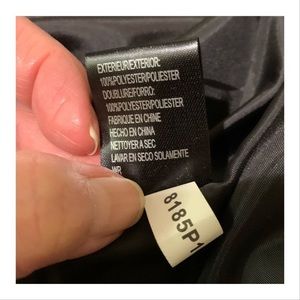 EXTERIEUR/EXTERIOR:
100%POLYESTER/POLIESTER
DOUBLURE/FORRO:
100%POLYESTER/POLIESTER
FABRIQUE EN CHINE
HECHO EN CHINA
NETTOYER A SEC
LAVAR EN SECO SOLAMENTE
WR
8185P1